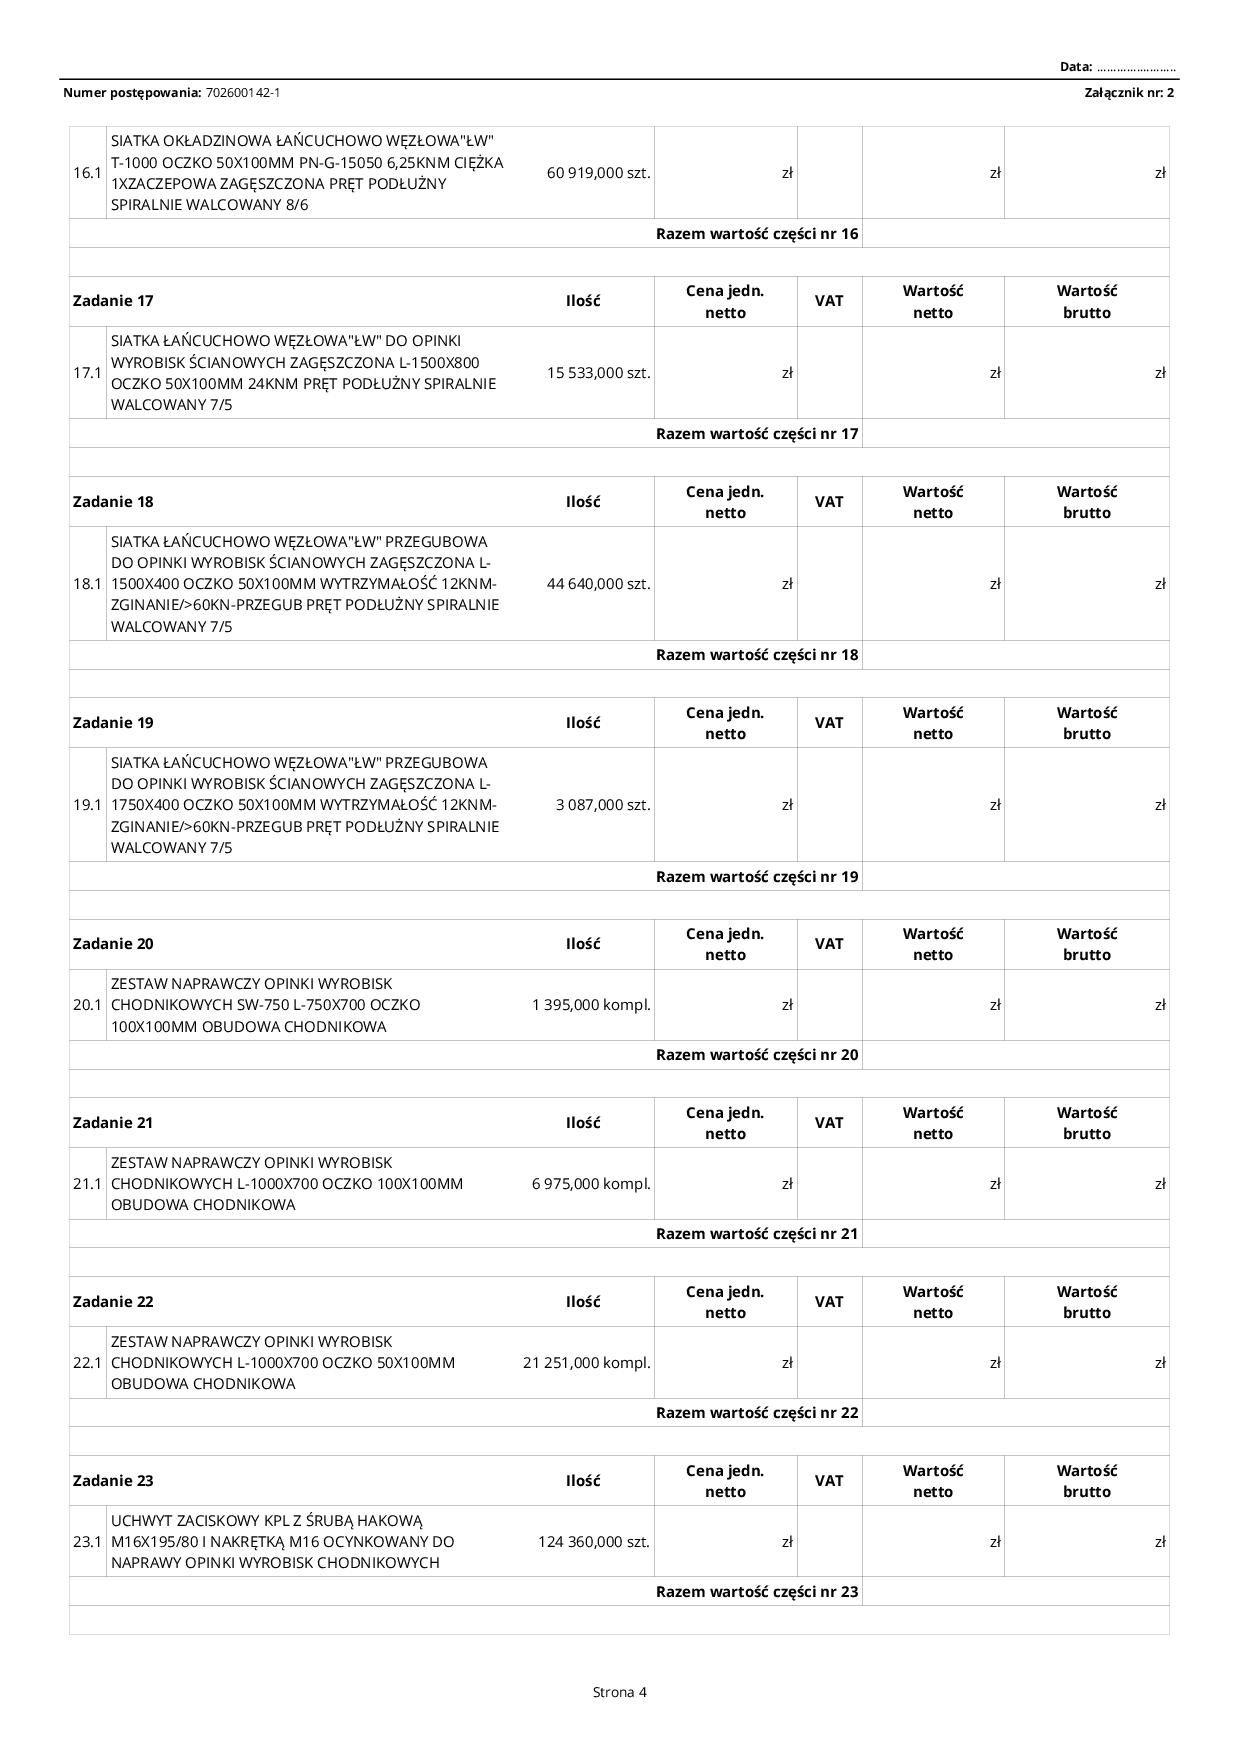 Data: ........................
Numer postępowania: 702600142-1 Załącznik nr: 2
SIATKA OKŁADZINOWA ŁAŃCUCHOWO WĘZŁOWA"ŁW"
T-1000 OCZKO 50X100MM PN-G-15050 6,25KNM CIĘŻKA
16.1 1XZACZEPOWA ZAGĘSZCZONA PRĘT PODŁUŻNY 60 919,000 szt. zł zł zł
SPIRALNIE WALCOWANY 8/6
Razem wartość części nr 16
Zadanie 17 Ilość Cena jedn. netto VAT Wartość netto Wartość brutto
SIATKA ŁAŃCUCHOWO WĘZŁOWA"ŁW" DO OPINKI
WYROBISK ŚCIANOWYCH ZAGĘSZCZONA L-1500X800
17.1 OCZKO 50X100MM 24KNM PRĘT PODŁUŻNY SPIRALNIE 15 533,000 szt. zł zł zł
WALCOWANY 7/5
Razem wartość części nr 17
Zadanie 18 Ilość Cena jedn. netto VAT Wartość netto Wartość brutto
SIATKA ŁAŃCUCHOWO WĘZŁOWA"ŁW" PRZEGUBOWA
DO OPINKI WYROBISK ŚCIANOWYCH ZAGĘSZCZONA L-
18.1 1500X400 OCZKO 50X100MM WYTRZYMAŁOŚĆ 12KNM- 44 640,000 szt. zł zł zł
ZGINANIE/>60KN-PRZEGUB PRĘT PODŁUŻNY SPIRALNIE
WALCOWANY 7/5
Razem wartość części nr 18
Zadanie 19 Ilość Cena jedn. netto VAT Wartość netto Wartość brutto
SIATKA ŁAŃCUCHOWO WĘZŁOWA"ŁW" PRZEGUBOWA
DO OPINKI WYROBISK ŚCIANOWYCH ZAGĘSZCZONA L-
19.1 1750X400 OCZKO 50X100MM WYTRZYMAŁOŚĆ 12KNM- 3 087,000 szt. zł zł zł
ZGINANIE/>60KN-PRZEGUB PRĘT PODŁUŻNY SPIRALNIE
WALCOWANY 7/5
Razem wartość części nr 19
Zadanie 20 Ilość Cena jedn. netto VAT Wartość netto Wartość brutto
ZESTAW NAPRAWCZY OPINKI WYROBISK
20.1 CHODNIKOWYCH SW-750 L-750X700 OCZKO 1 395,000 kompl. zł zł zł
100X100MM OBUDOWA CHODNIKOWA
Razem wartość części nr 20
Zadanie 21 Ilość Cena jedn. netto VAT Wartość netto Wartość brutto
ZESTAW NAPRAWCZY OPINKI WYROBISK
21.1 CHODNIKOWYCH L-1000X700 OCZKO 100X100MM 6 975,000 kompl. zł zł zł
OBUDOWA CHODNIKOWA
Razem wartość części nr 21
Zadanie 22 Ilość Cena jedn. netto VAT Wartość netto Wartość brutto
ZESTAW NAPRAWCZY OPINKI WYROBISK
22.1 CHODNIKOWYCH L-1000X700 OCZKO 50X100MM 21 251,000 kompl. zł zł zł
OBUDOWA CHODNIKOWA
Razem wartość części nr 22
Zadanie 23 Ilość Cena jedn. netto VAT Wartość netto Wartość brutto
UCHWYT ZACISKOWY KPL Z ŚRUBĄ HAKOWĄ
23.1 M16X195/80 I NAKRĘTKĄ M16 OCYNKOWANY DO 124 360,000 szt. zł zł zł
NAPRAWY OPINKI WYROBISK CHODNIKOWYCH
Razem wartość części nr 23
Strona 4